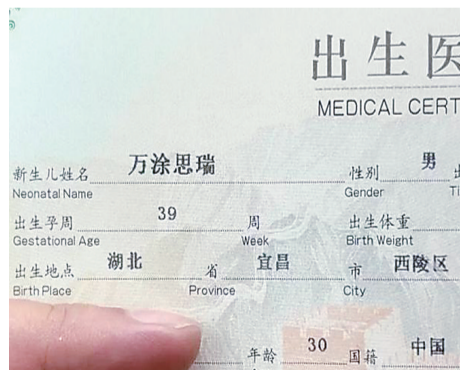 出生医
MEDICAL CERT
新生儿姓名 万涂思瑞 性别 男
Neonatal Name Gender
出生孕周 39 周 出生体重
Gestational Age Week Birth Weight
出生地点 湖北 省 宜昌 市 西陵区
Birth Place Province City
年龄 30 国籍 中国